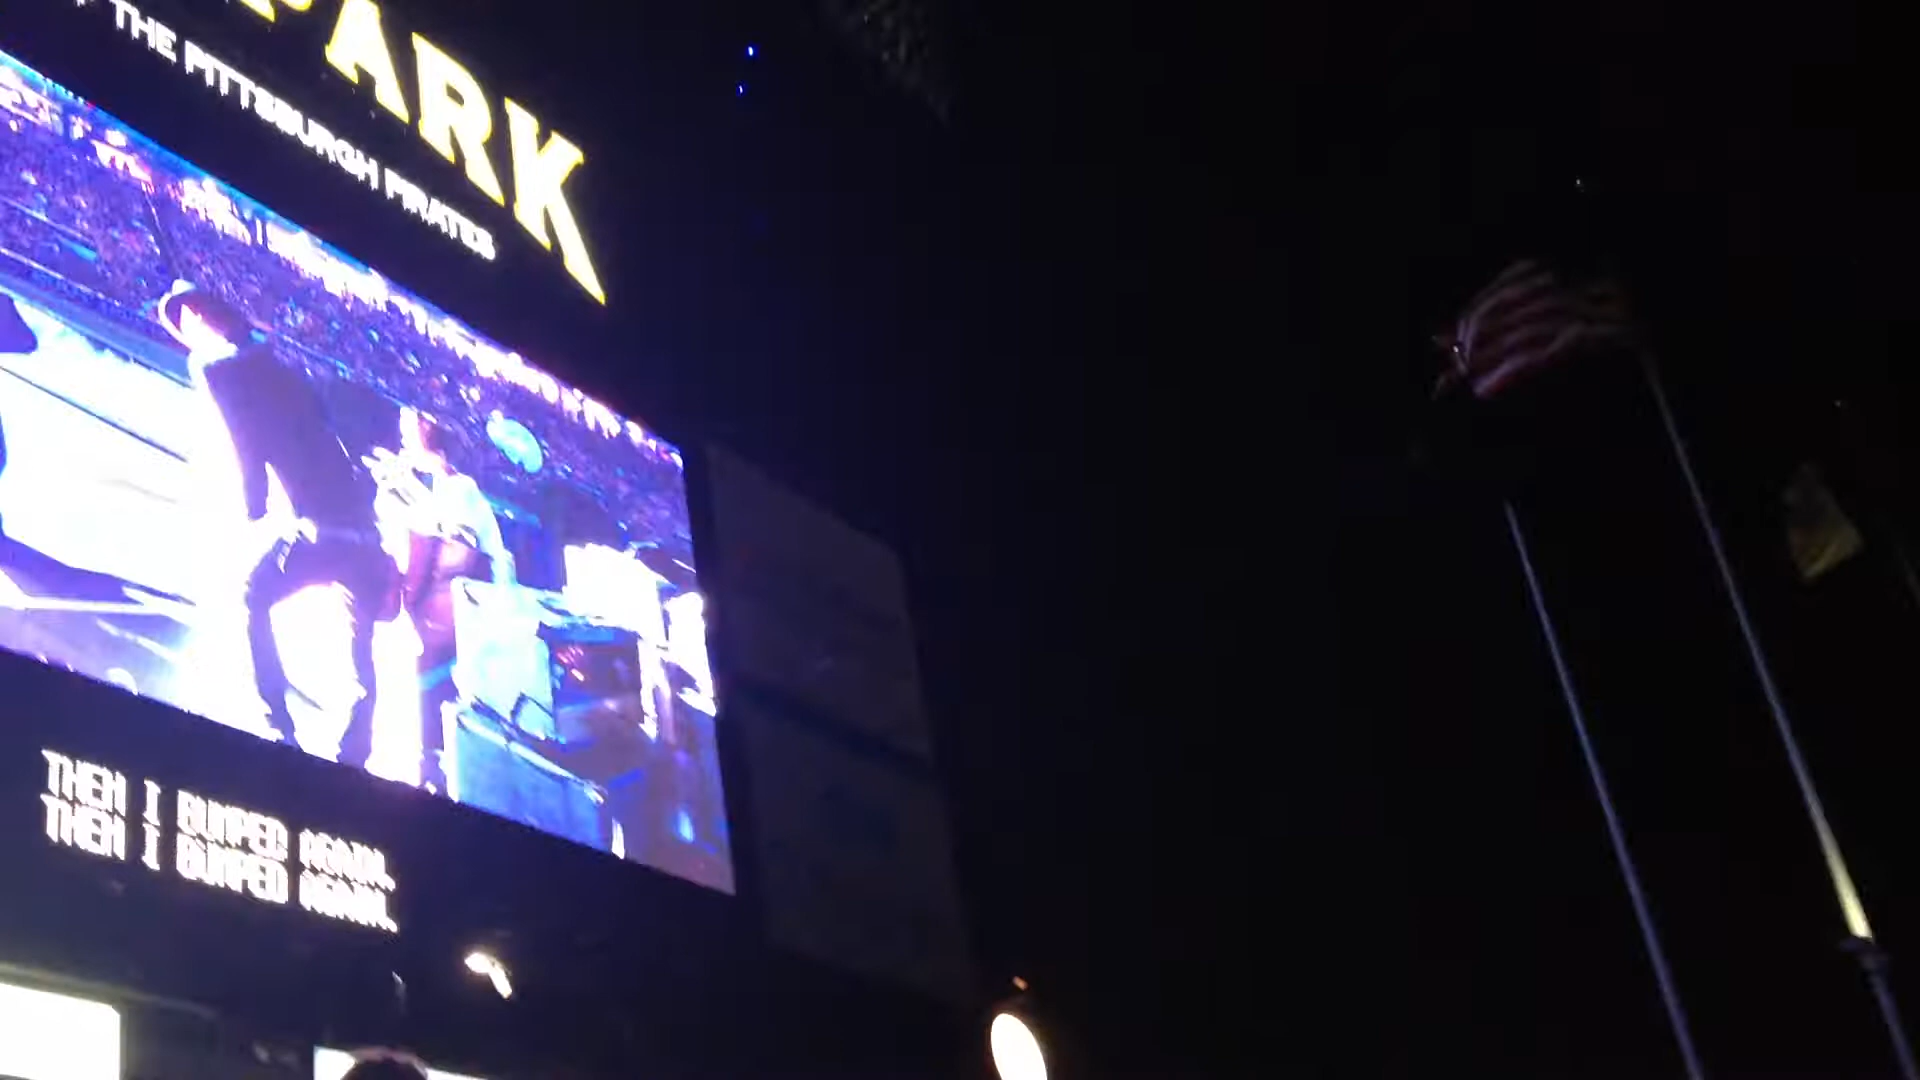 PARK
THE PITTSBURGH PIRATES
THEN I BUMPED AGAIN,
THEN I BUMPED AGAIN,